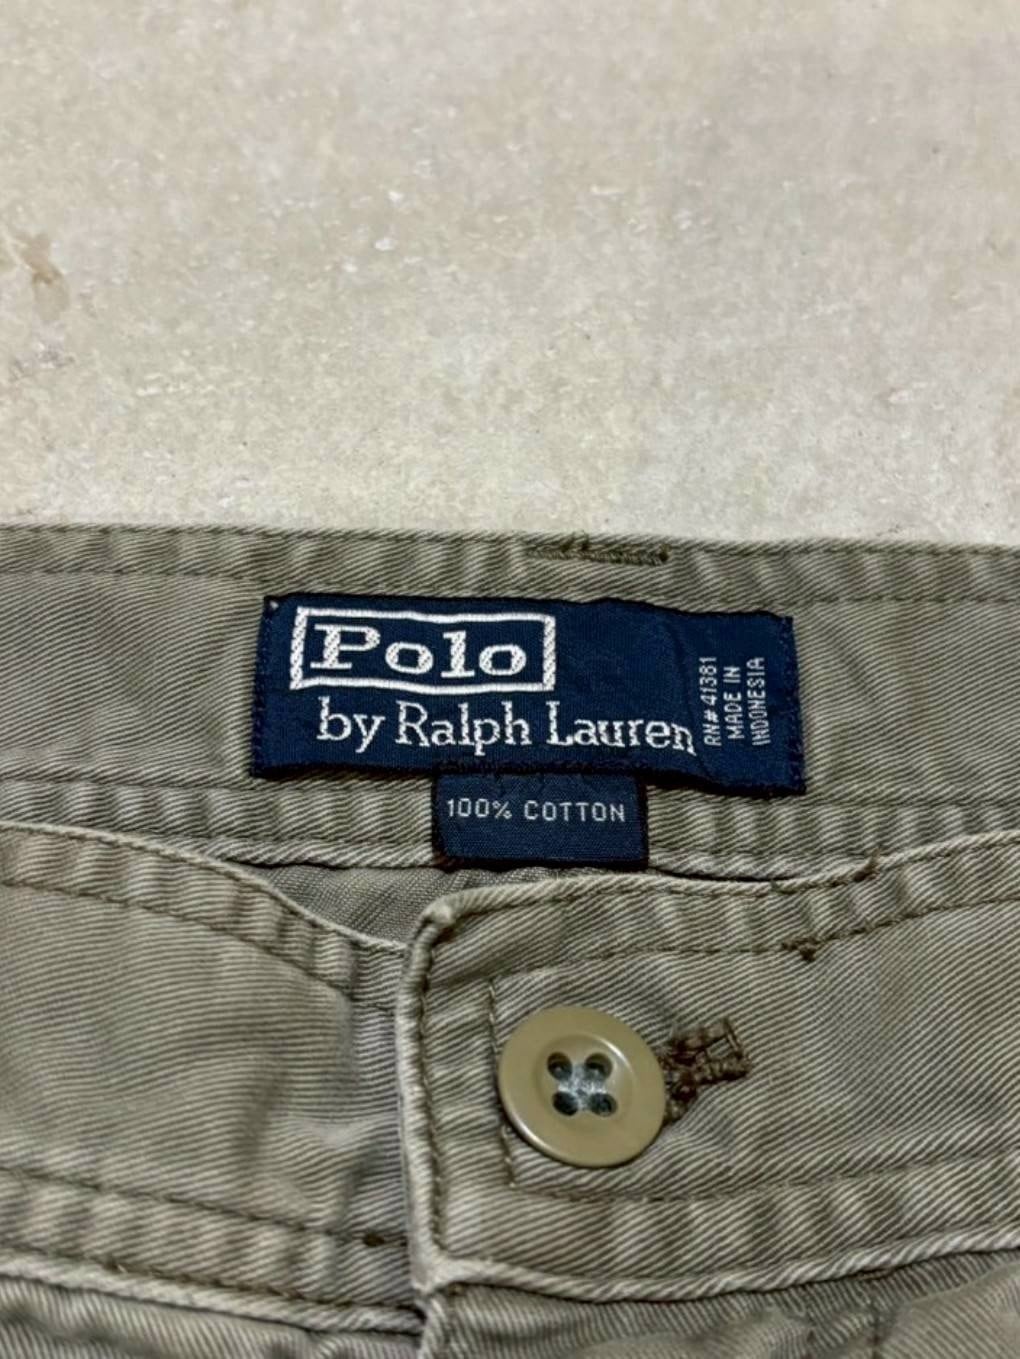 Polo
by Ralph Lauren
RN# 41381
MADE IN
INDONESIA
100% COTTON